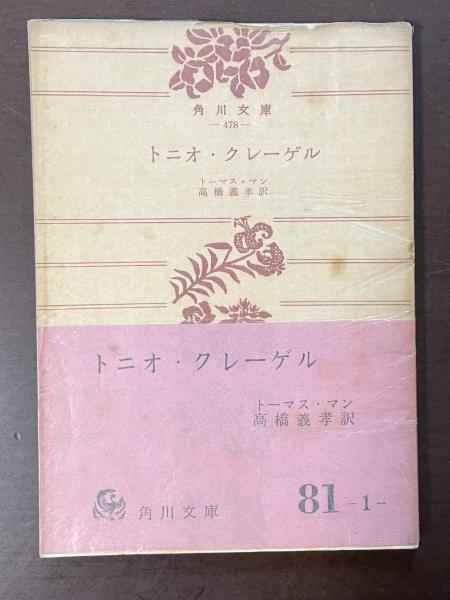 角川文庫
—478—
トニオ・クレーゲル
トーマス・マン
高橋義孝訳
トニオ・クレーゲル
トーマス・マン
高橋義孝訳
角川文庫
81-1-